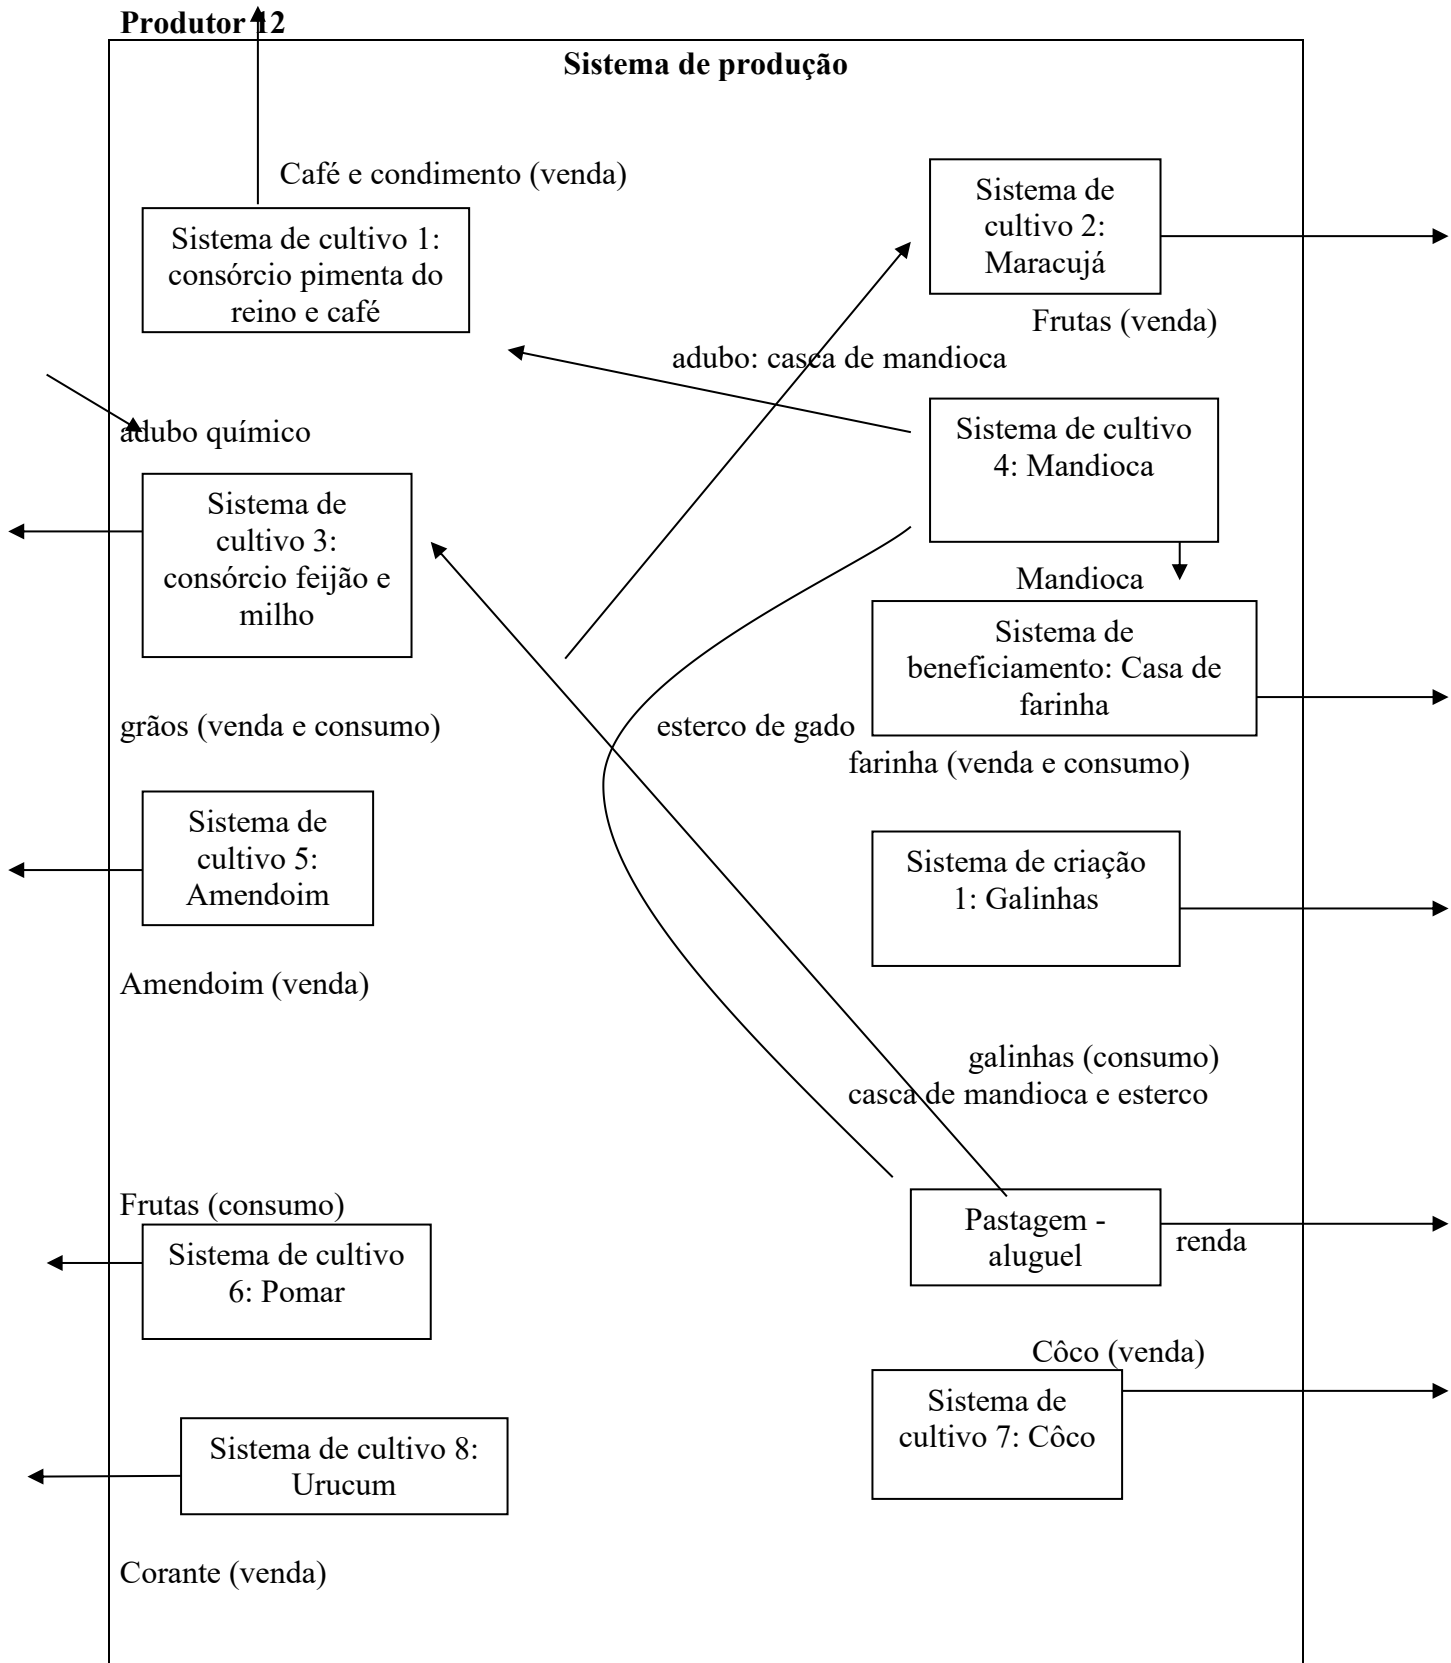 Produtor 12
Sistema de produção
Café e condimento (venda)
Sistema de cultivo 1:
consórcio pimenta do
reino e café
Sistema de
cultivo 2:
Maracujá
Frutas (venda)
adubo: casca de mandioca
adubo químico
Sistema de cultivo
4: Mandioca
Sistema de
cultivo 3:
consórcio feijão e
milho
Mandioca
Sistema de
beneficiamento: Casa de
farinha
grãos (venda e consumo)
esterco de gado
farinha (venda e consumo)
Sistema de
cultivo 5:
Amendoim
Sistema de criação
1: Galinhas
Amendoim (venda)
galinhas (consumo)
casca de mandioca e esterco
Frutas (consumo)
Sistema de cultivo
6: Pomar
Pastagem -
aluguel
renda
Côco (venda)
Sistema de
cultivo 7: Côco
Sistema de cultivo 8:
Urucum
Corante (venda)